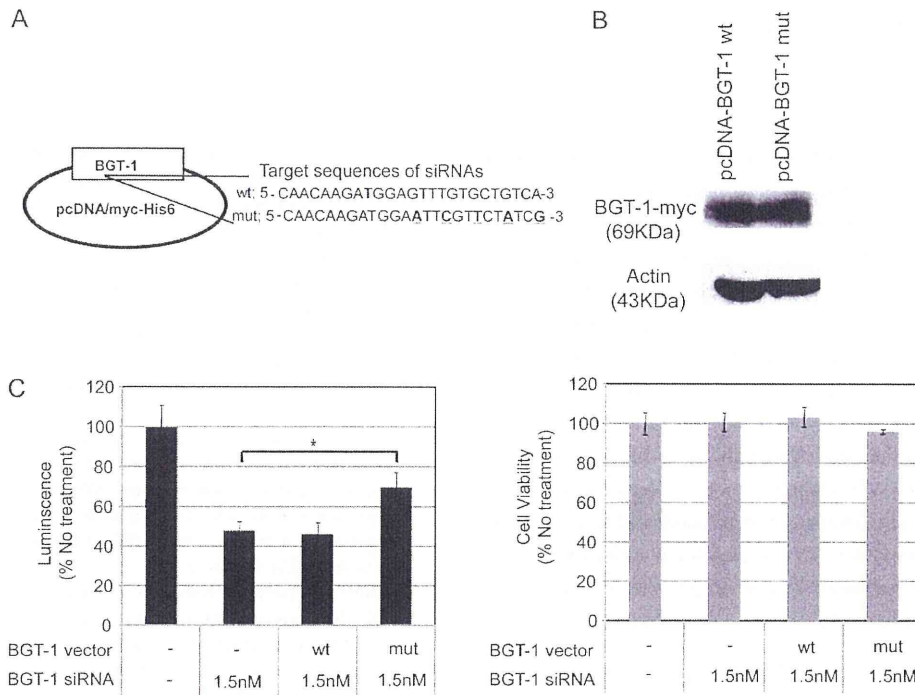 A
BGT-1
pcDNA/myc-His6
Target sequences of siRNAs
wt; 5-CAACAAGATGGAGTTTGTGCTGTCA-3
mut; 5-CAACAAGATGGAATTCGTTCTATCG-3
B
pcDNA-BGT-1 wt
pcDNA-BGT-1 mut
BGT-1-myc
(69KDa)
Actin
(43KDa)
C
Luminscence
(% No treatment)
120
100
80
60
40
20
0
*
BGT-1 vector - - wt mut
BGT-1 siRNA - 1.5nM 1.5nM 1.5nM
Cell Viability
(% No treatment)
120
100
80
60
40
20
0
BGT-1 vector - - wt mut
BGT-1 siRNA - 1.5nM 1.5nM 1.5nM